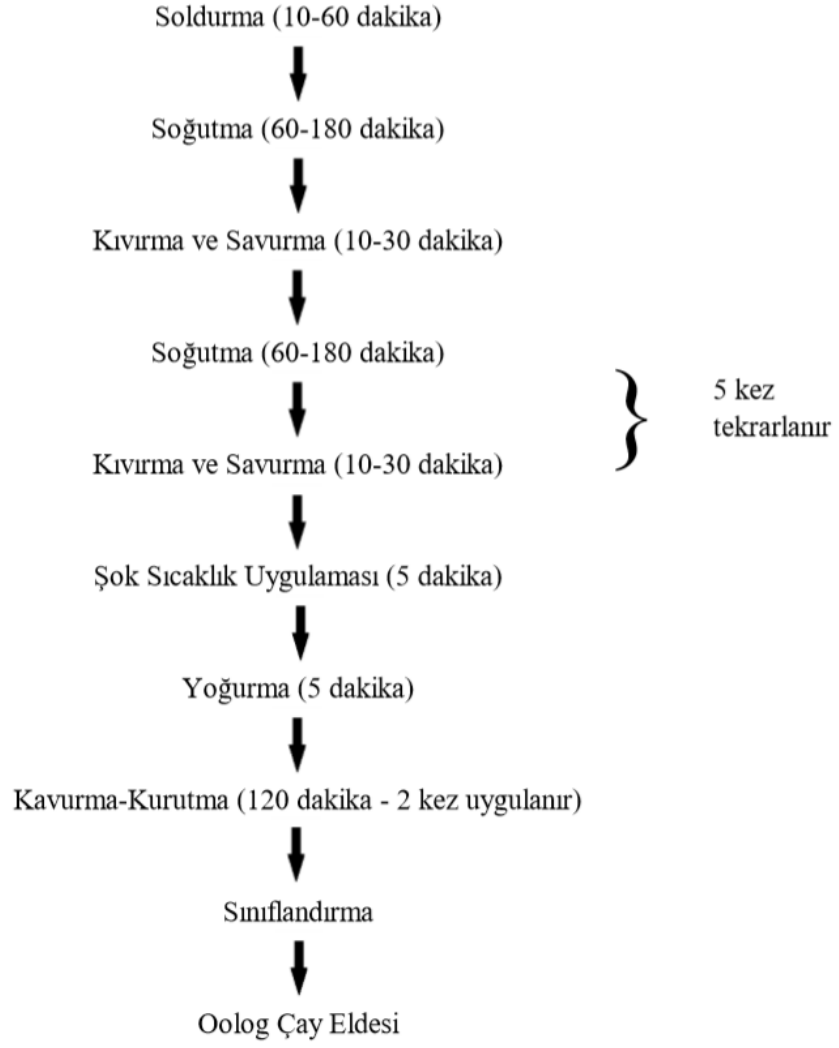 Soldurma (10-60 dakika)
Soğutma (60-180 dakika)
Kıvırma ve Savurma (10-30 dakika)
Soğutma (60-180 dakika)
5 kez
tekrarlanır
Kıvırma ve Savurma (10-30 dakika)
Şok Sıcaklık Uygulaması (5 dakika)
Yoğurma (5 dakika)
Kavurma-Kurutma (120 dakika - 2 kez uygulanır)
Sınıflandırma
Oolog Çay Eldesi